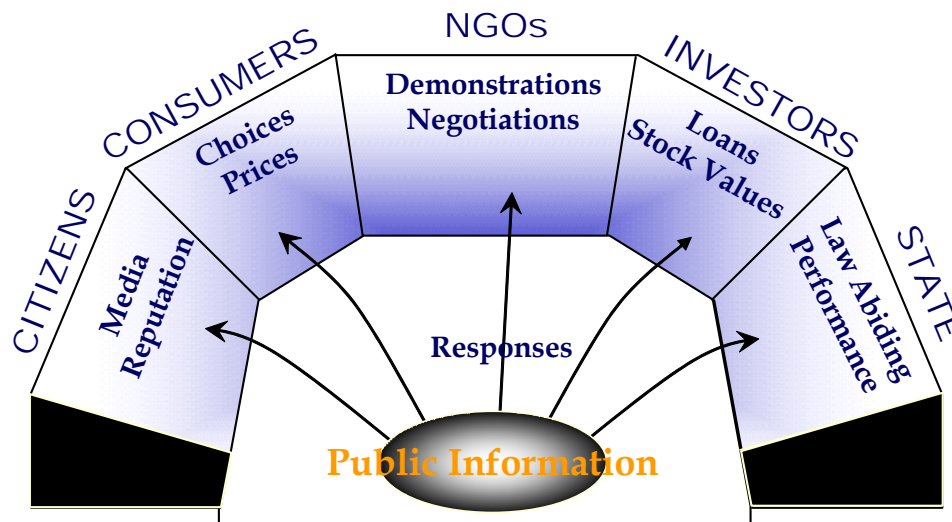 CITIZENS
Media
Reputation
CONSUMERS
Choices
Prices
NGOs
Demonstrations
Negotiations
INVESTORS
Loans
Stock Values
STATE
Law Abiding
Performance
Responses
Public Information